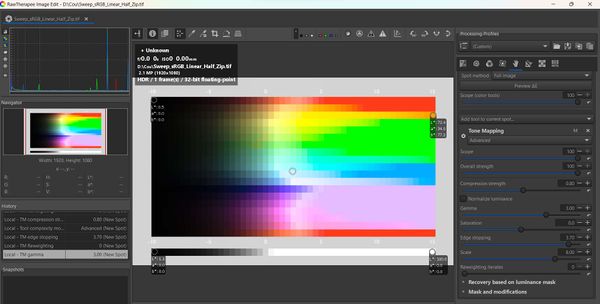 RawTherapee Image Edit - D:\Cou\Sweep_sRGB_Linear_Half_Zip.tif
Sweep_sRGB_Linear_Half_Zip.tif
Unknown
f/0.0 0s ISO 0.00mm
D:\Cou\Sweep_sRGB_Linear_Half_Zip.tif
2.1 MP (1920x1080)
HDR / 1 frame(s) / 32-bit floating-point
Navigator
Width: 1920, Height: 1080
x --, y ---
R:
H:
L*:
G:
S:
a*:
B:
V:
b*:
History
Local - TM compression st...
0.80 (New Spot)
Local - Tool complexity mo...
Advanced (New Spot)
Local - TM edge stopping
3.70 (New Spot)
Local - TM Reweighting
0 (New Spot)
Local - TM gamma
3.00 (New Spot)
Snapshots
Processing Profiles
(Custom)
Spot method
Full image
Preview ΔE
Scope (color tools)
100
Add tool to current spot...
Tone Mapping
Advanced
Scope
100
Overall strength
100
Compression strength
0.80
Normalize luminance
Gamma
3.00
Saturation
0.0
Edge stopping
3.70
Scale
8.00
Reweighting iterates
0
Recovery based on luminance mask
Mask and modifications